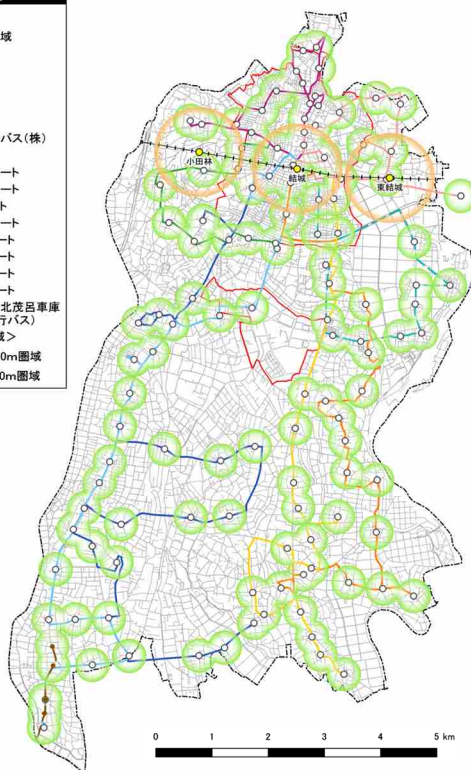 域
バス(株)
ート
ート
ト
ート
ート
ート
ート
ート
北茂呂車庫
行バス)
域>
0m圏域
0m圏域
小田林
結城
東結城
0 1 2 3 4 5 km